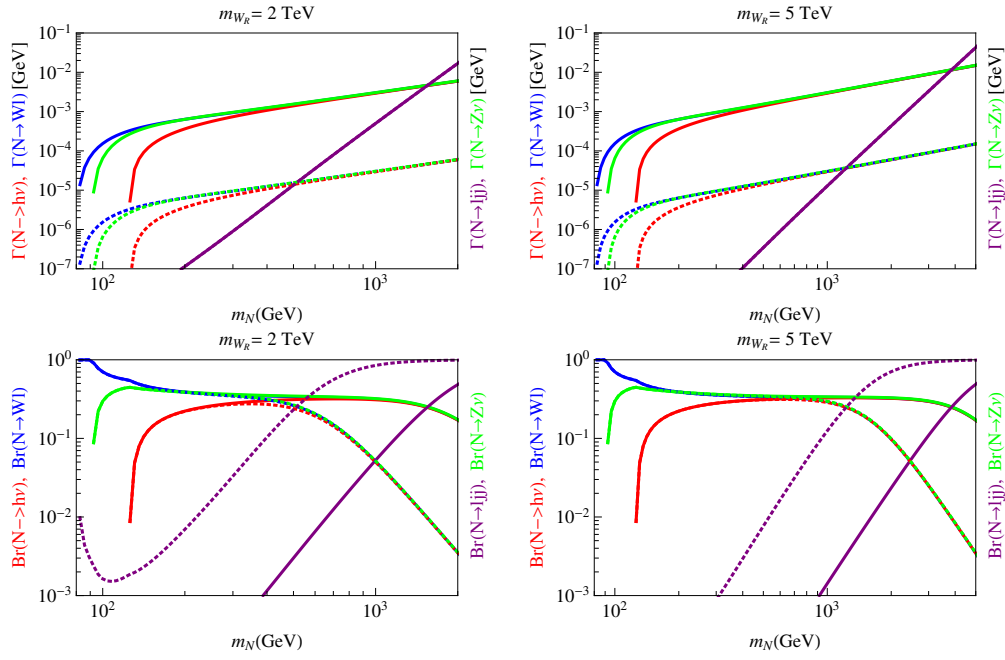 m_{W_R} = 2 TeV
10^{-1}
10^{-2}
10^{-3}
10^{-4}
10^{-5}
10^{-6}
10^{-7}
10^2
10^3
m_N(GeV)
Γ(N−>hν), Γ(N→Wl) [GeV]
Γ(N→ljj), Γ(N→Zν) [GeV]
m_{W_R} = 5 TeV
10^{-1}
10^{-2}
10^{-3}
10^{-4}
10^{-5}
10^{-6}
10^{-7}
10^2
10^3
m_N(GeV)
Γ(N−>hν), Γ(N→Wl) [GeV]
Γ(N→ljj), Γ(N→Zν) [GeV]
m_{W_R} = 2 TeV
10^0
10^{-1}
10^{-2}
10^{-3}
10^2
10^3
m_N(GeV)
Br(N−>hν), Br(N→Wl)
Br(N→ljj), Br(N→Zν)
m_{W_R} = 5 TeV
10^0
10^{-1}
10^{-2}
10^{-3}
10^2
10^3
m_N(GeV)
Br(N−>hν), Br(N→Wl)
Br(N→ljj), Br(N→Zν)